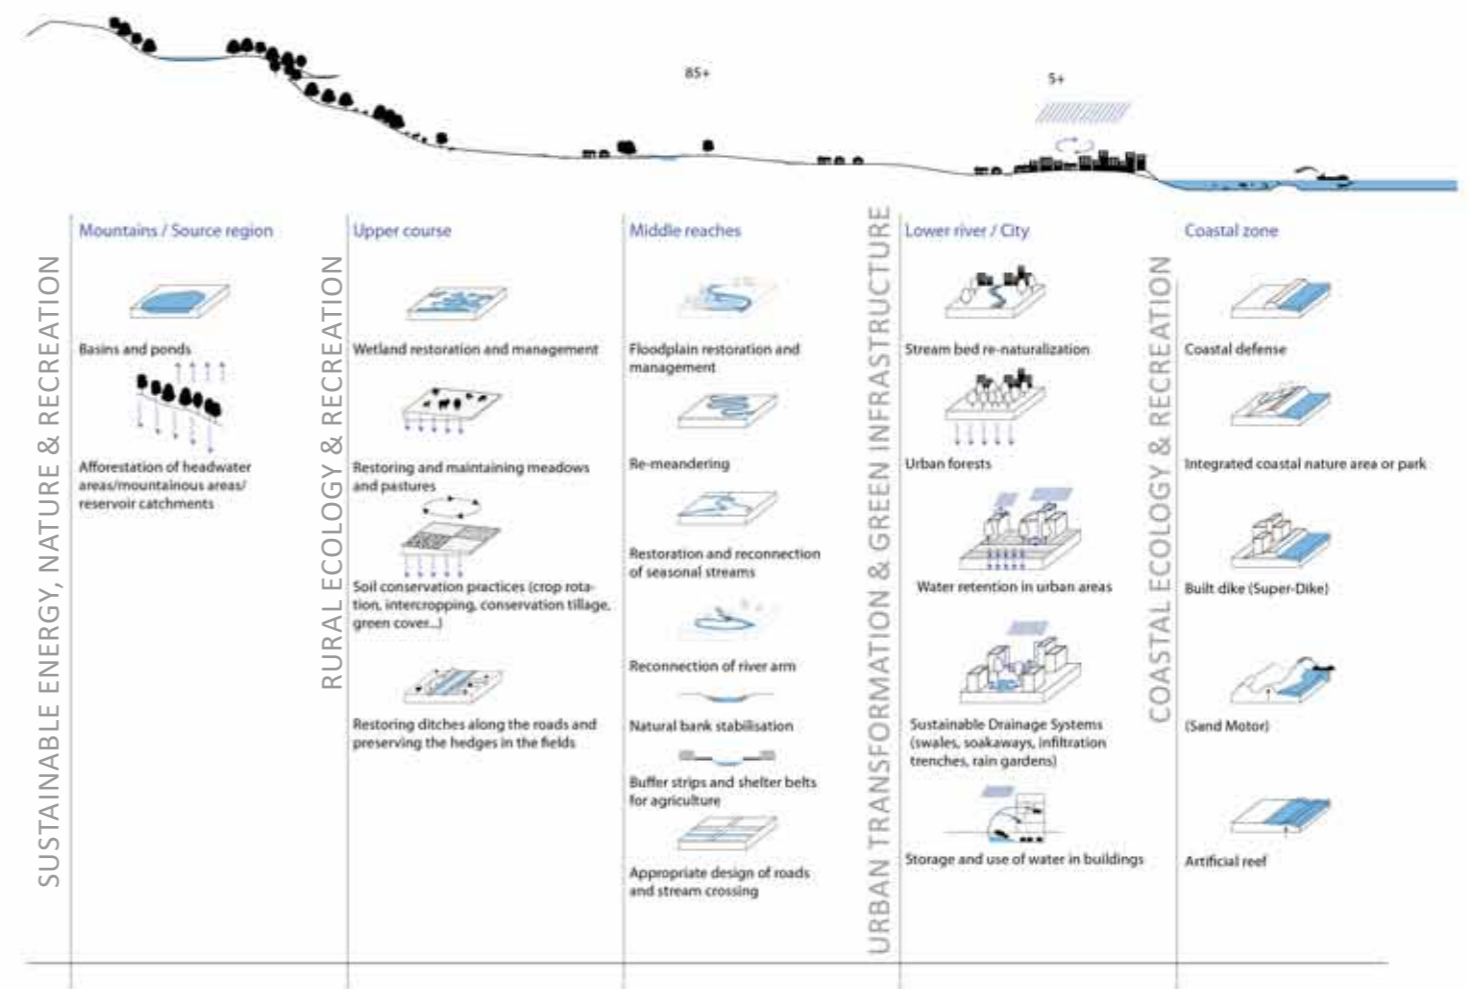 85+
5+
SUSTAINABLE ENERGY, NATURE & RECREATION
Mountains / Source region
Basins and ponds
Afforestation of headwater
areas/mountainous areas/
reservoir catchments
RURAL ECOLOGY & RECREATION
Upper course
Wetland restoration and management
Restoring and maintaining meadows
and pastures
Soil conservation practices (crop rota-
tion, intercropping, conservation tillage,
green cover...)
Restoring ditches along the roads and
preserving the hedges in the fields
Middle reaches
Floodplain restoration and
management
Re-meandering
Restoration and reconnection
of seasonal streams
Reconnection of river arm
Natural bank stabilisation
Buffer strips and shelter belts
for agriculture
Appropriate design of roads
and stream crossing
URBAN TRANSFORMATION & GREEN INFRASTRUCTURE
Lower river / City
Stream bed re-naturalization
Urban forests
Water retention in urban areas
Sustainable Drainage Systems
(swales, soakaways, infiltration
trenches, rain gardens)
Storage and use of water in buildings
COASTAL ECOLOGY & RECREATION
Coastal zone
Coastal defense
Integrated coastal nature area or park
Built dike (Super-Dike)
(Sand Motor)
Artificial reef